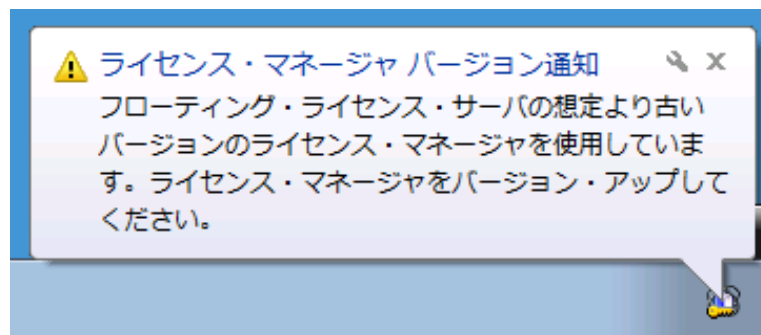 ライセンス・マネージャ バージョン通知
フローティング・ライセンス・サーバの想定より古い
バージョンのライセンス・マネージャを使用していま
す。ライセンス・マネージャをバージョン・アップして
ください。